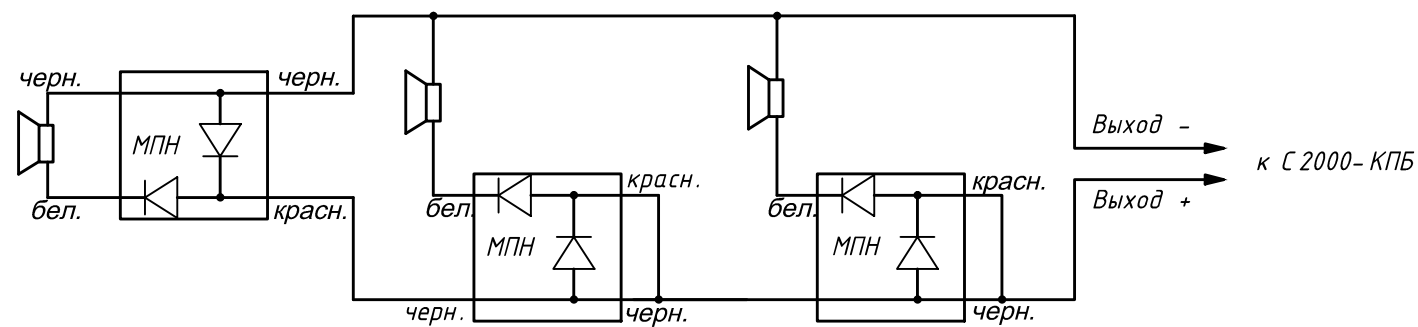 черн.
черн.
МПН
бел.
красн.
бел.
красн.
МПН
черн.
черн.
бел.
красн.
МПН
черн.
Выход -
Выход +
к С2000-КПБ